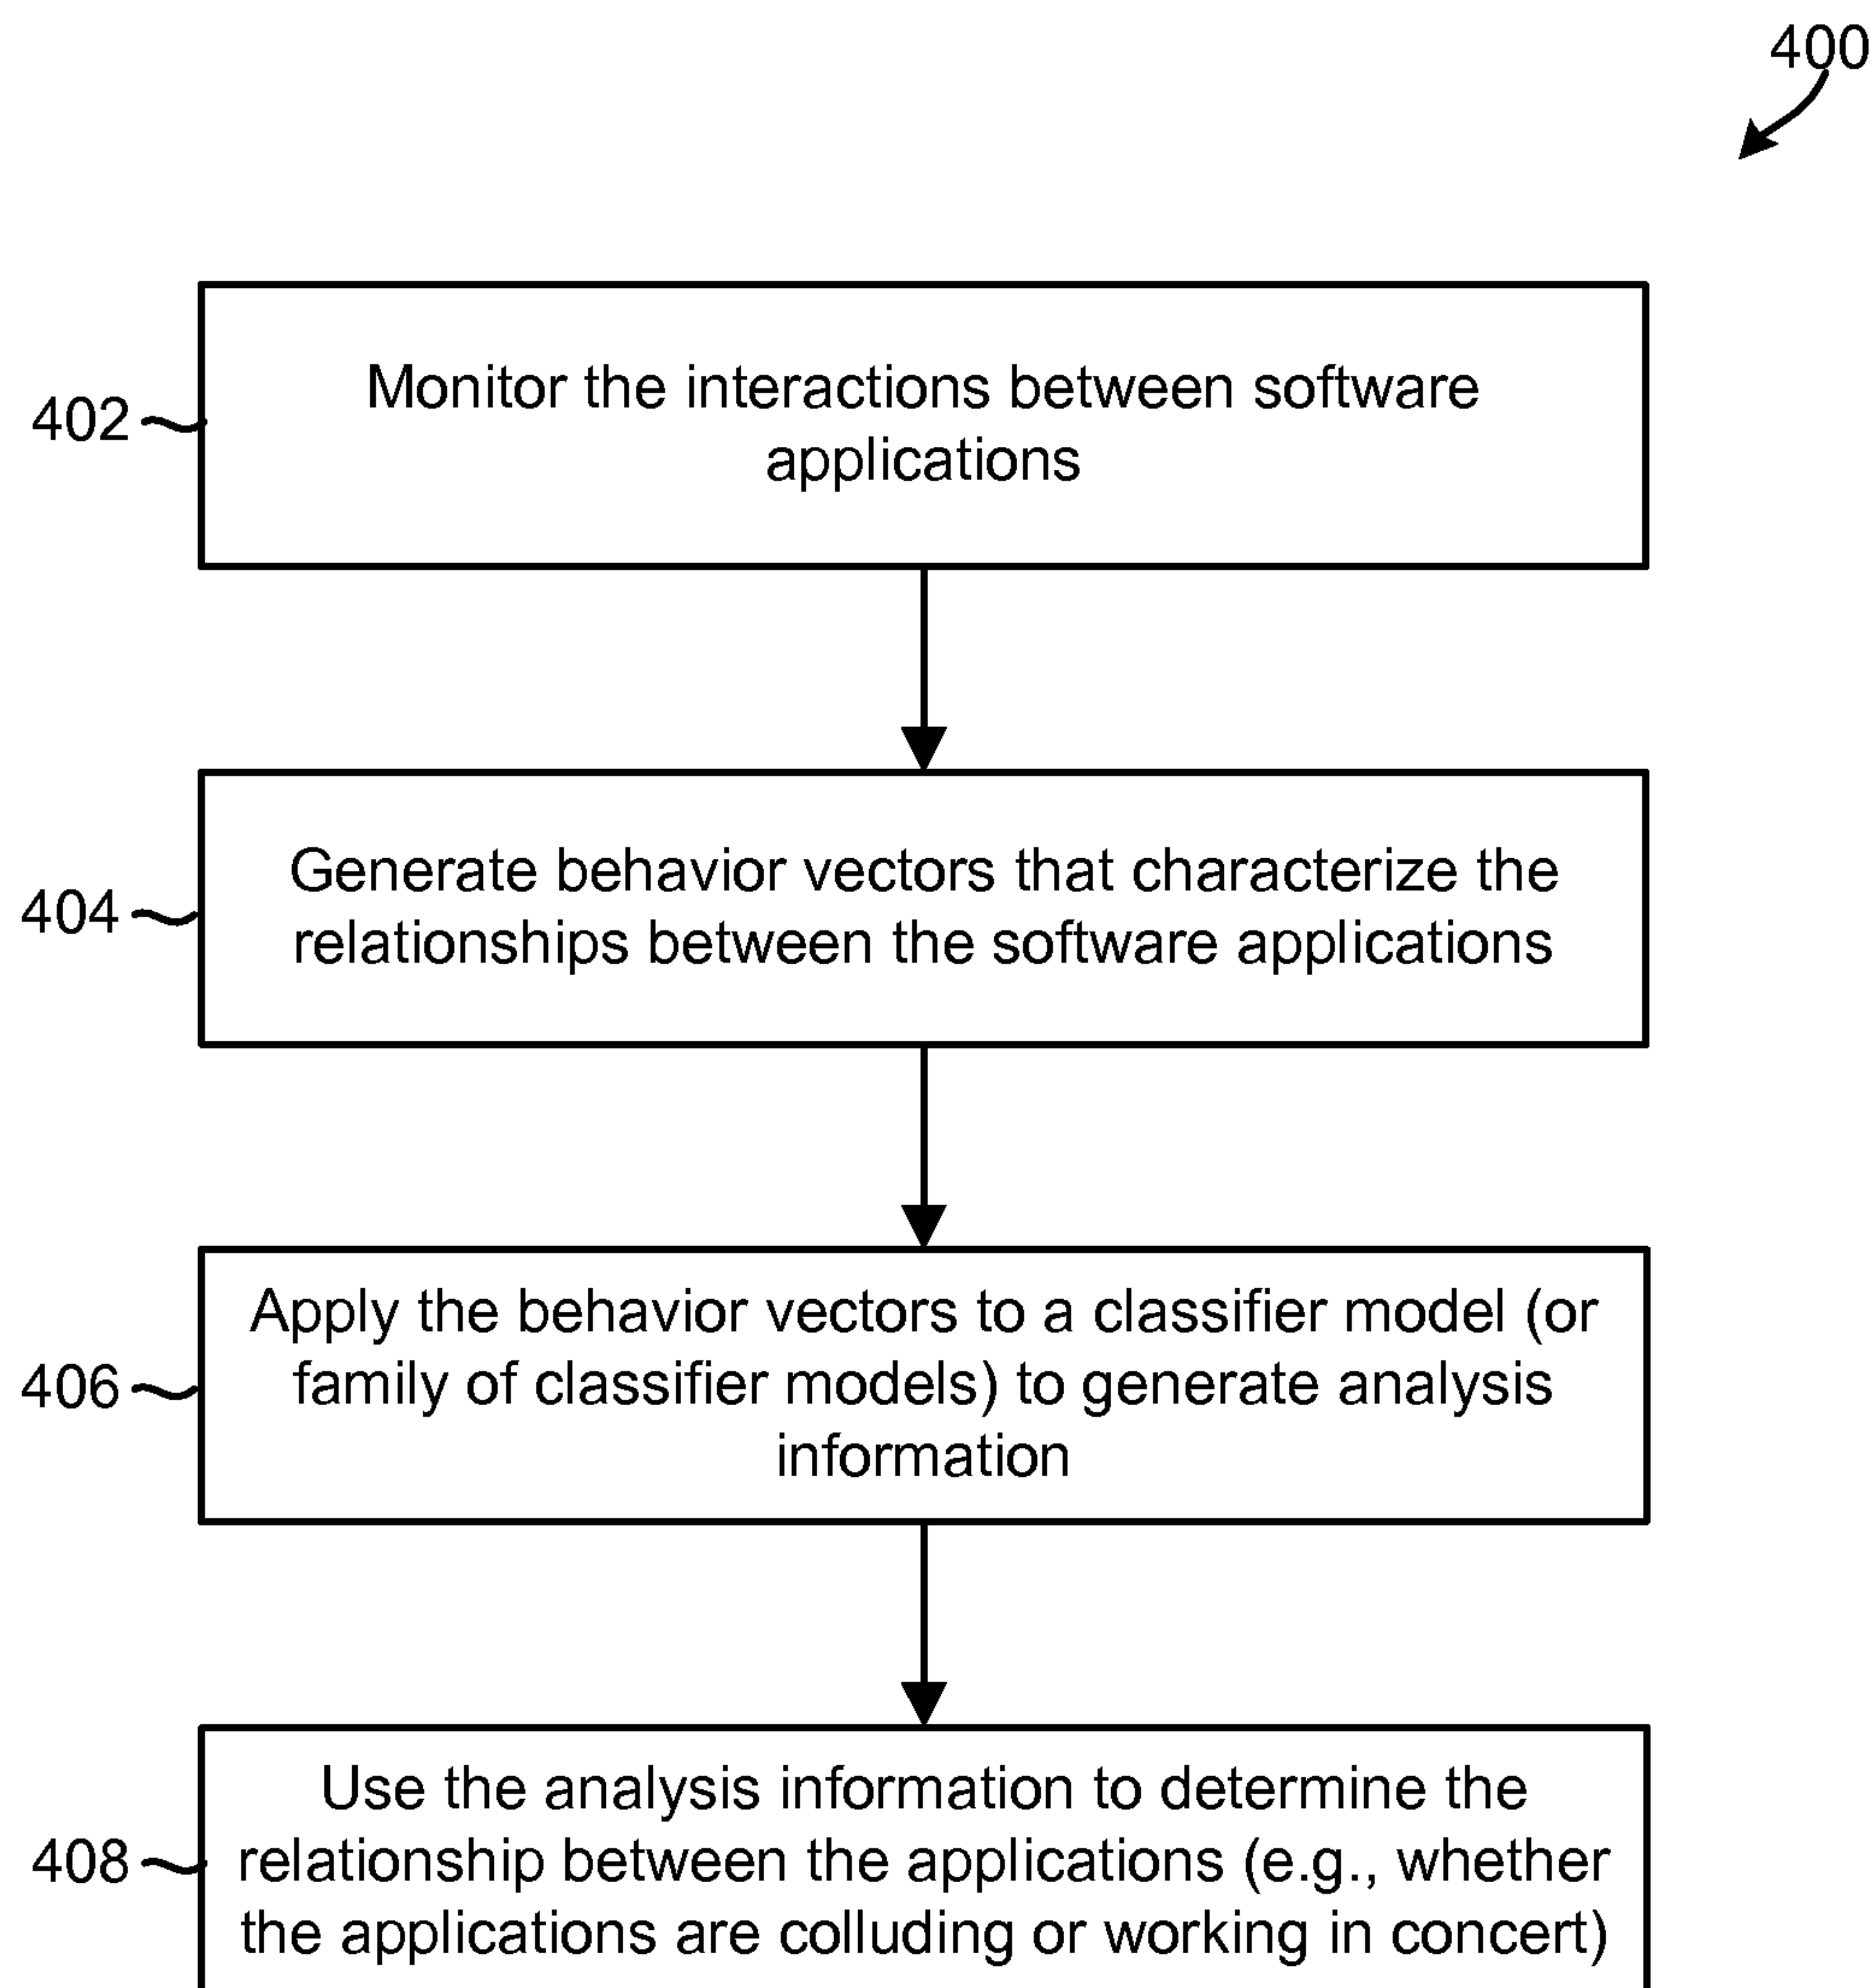 400
402
Monitor the interactions between software
applications
404
Generate behavior vectors that characterize the
relationships between the software applications
406
Apply the behavior vectors to a classifier model (or
family of classifier models) to generate analysis
information
408
Use the analysis information to determine the
relationship between the applications (e.g., whether
the applications are colluding or working in concert)